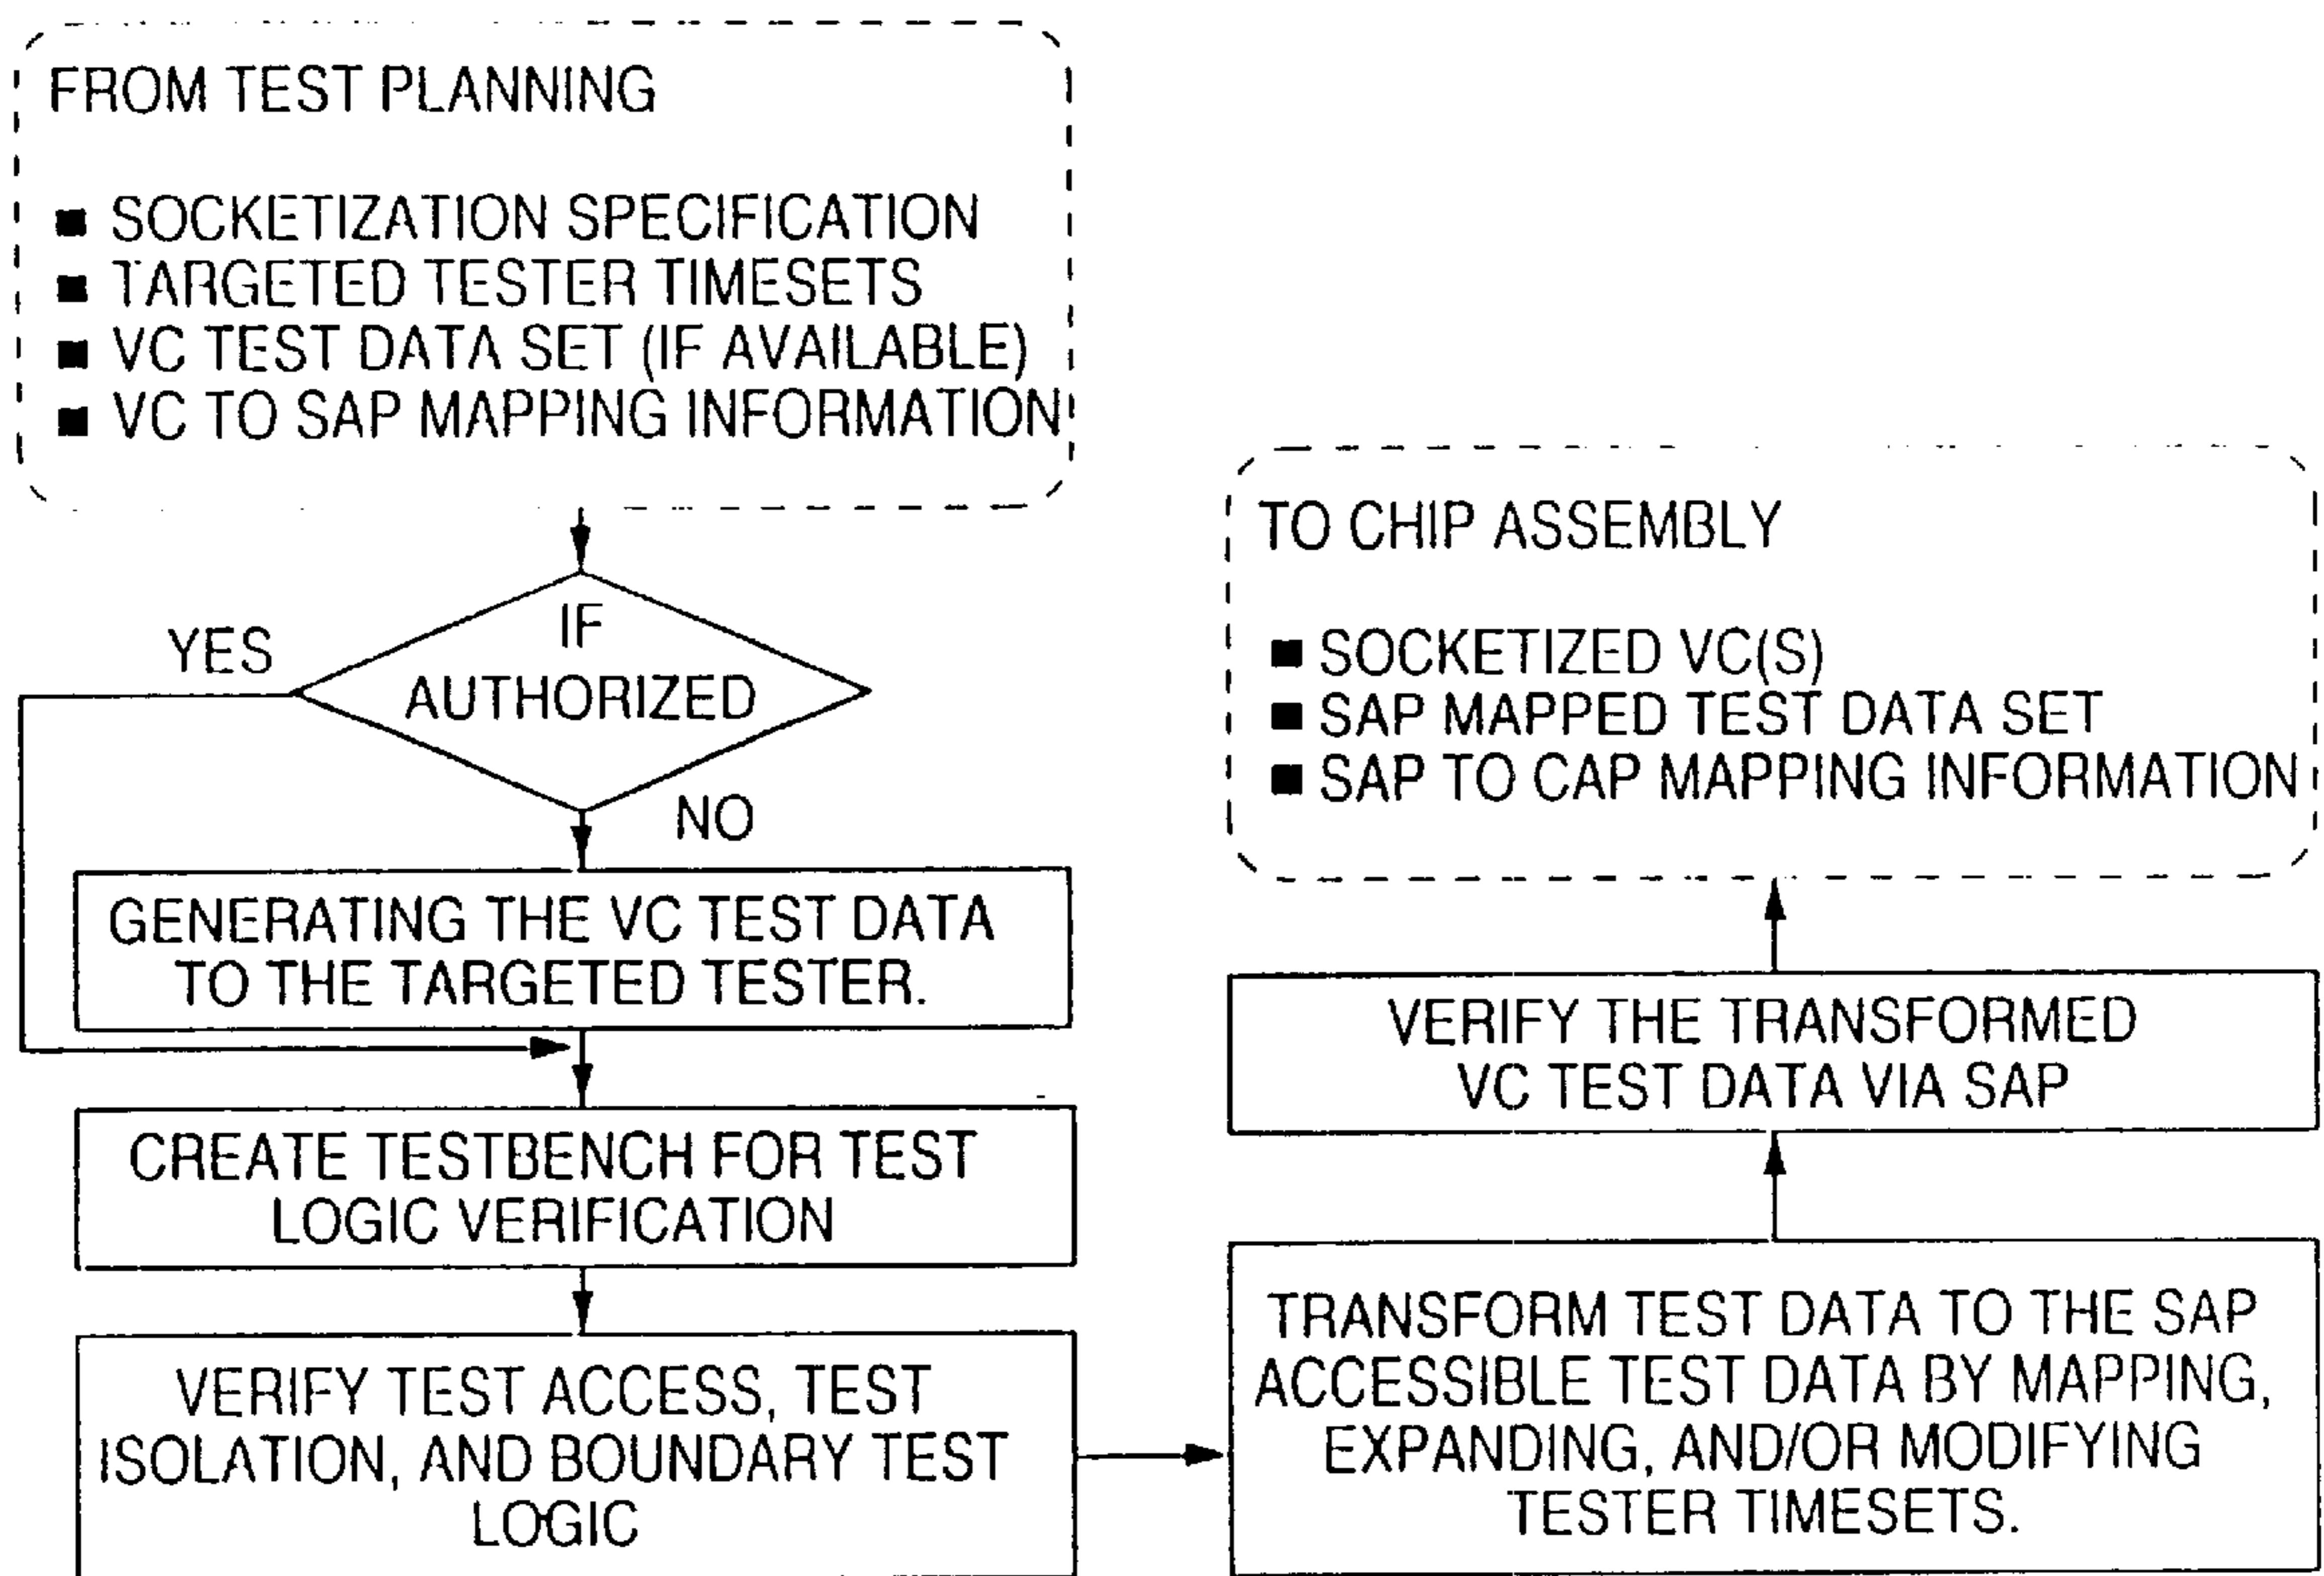 FROM TEST PLANNING
■ SOCKETIZATION SPECIFICATION
■ TARGETED TESTER TIMESETS
■ VC TEST DATA SET (IF AVAILABLE)
■ VC TO SAP MAPPING INFORMATION
IF
AUTHORIZED
YES
NO
GENERATING THE VC TEST DATA
TO THE TARGETED TESTER.
CREATE TESTBENCH FOR TEST
LOGIC VERIFICATION
VERIFY TEST ACCESS, TEST
ISOLATION, AND BOUNDARY TEST
LOGIC
TRANSFORM TEST DATA TO THE SAP
ACCESSIBLE TEST DATA BY MAPPING,
EXPANDING, AND/OR MODIFYING
TESTER TIMESETS.
VERIFY THE TRANSFORMED
VC TEST DATA VIA SAP
TO CHIP ASSEMBLY
■ SOCKETIZED VC(S)
■ SAP MAPPED TEST DATA SET
■ SAP TO CAP MAPPING INFORMATION